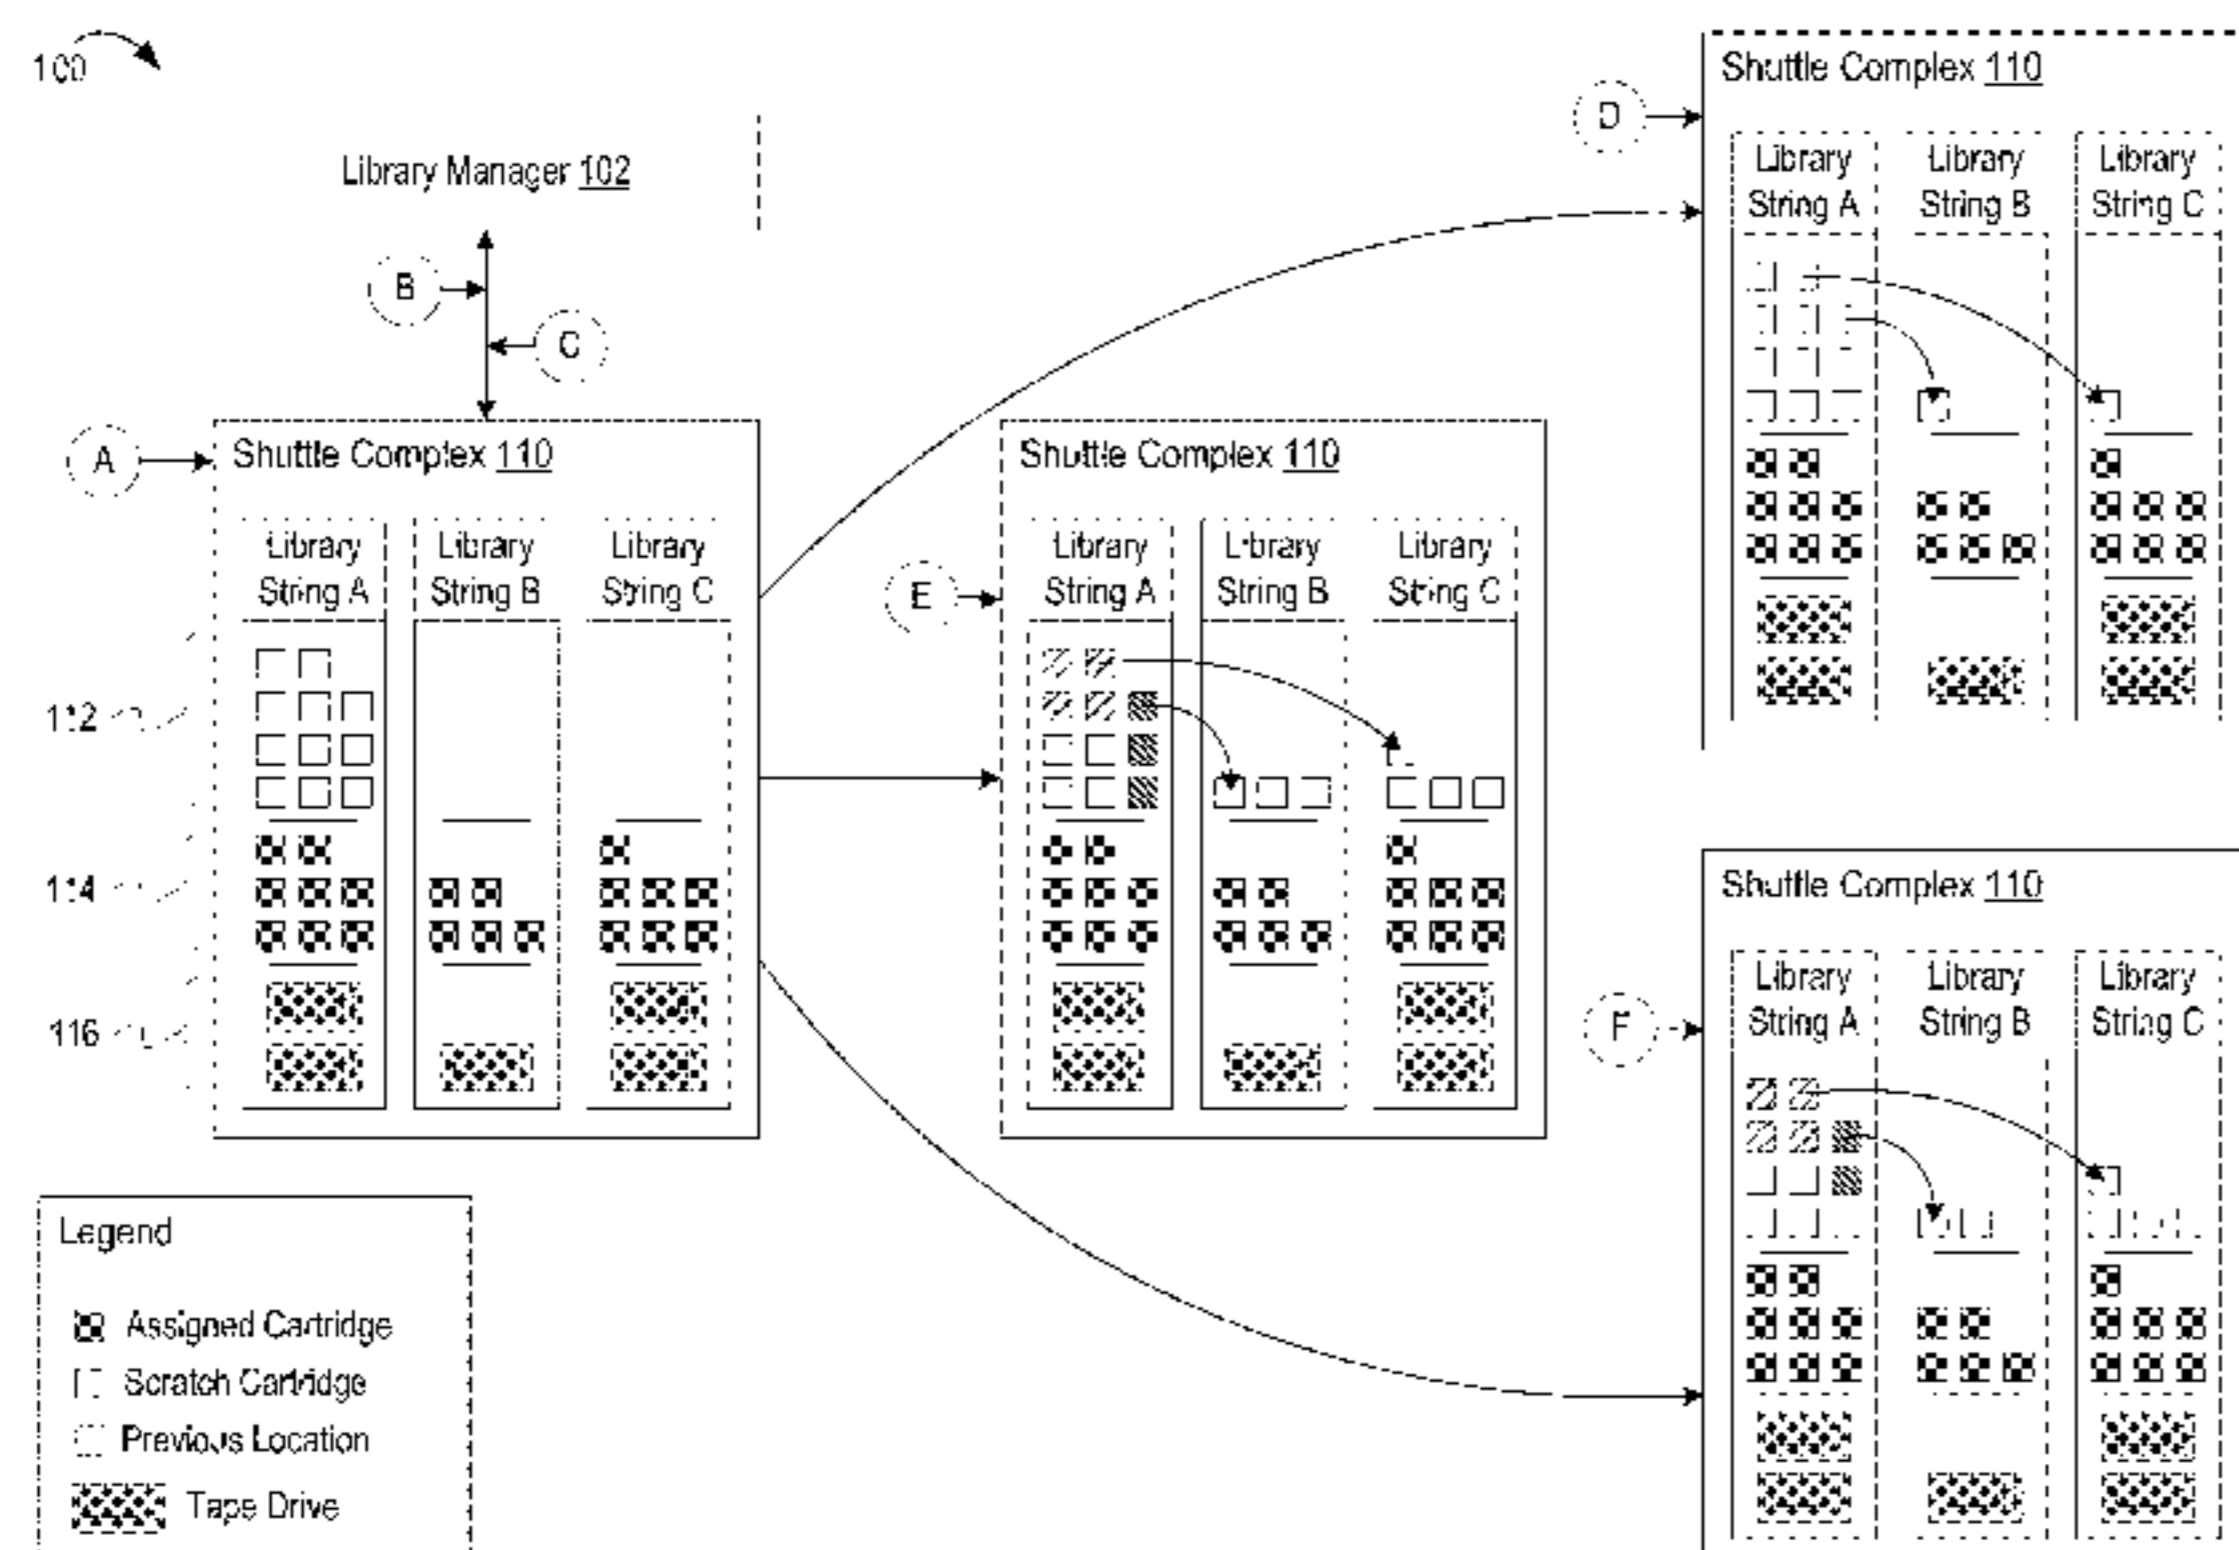 100
Library Manager 102
B
C
A
Shuttle Complex 110
Library
String A
Library
String B
Library
String C
112
114
116
E
Shuttle Complex 110
Library
String A
Library
String B
Library
String C
D
Shuttle Complex 110
Library
String A
Library
String B
Library
String C
F
Shuttle Complex 110
Library
String A
Library
String B
Library
String C
Legend
Assigned Cartridge
Scratch Cartridge
Previous Location
Tape Drive